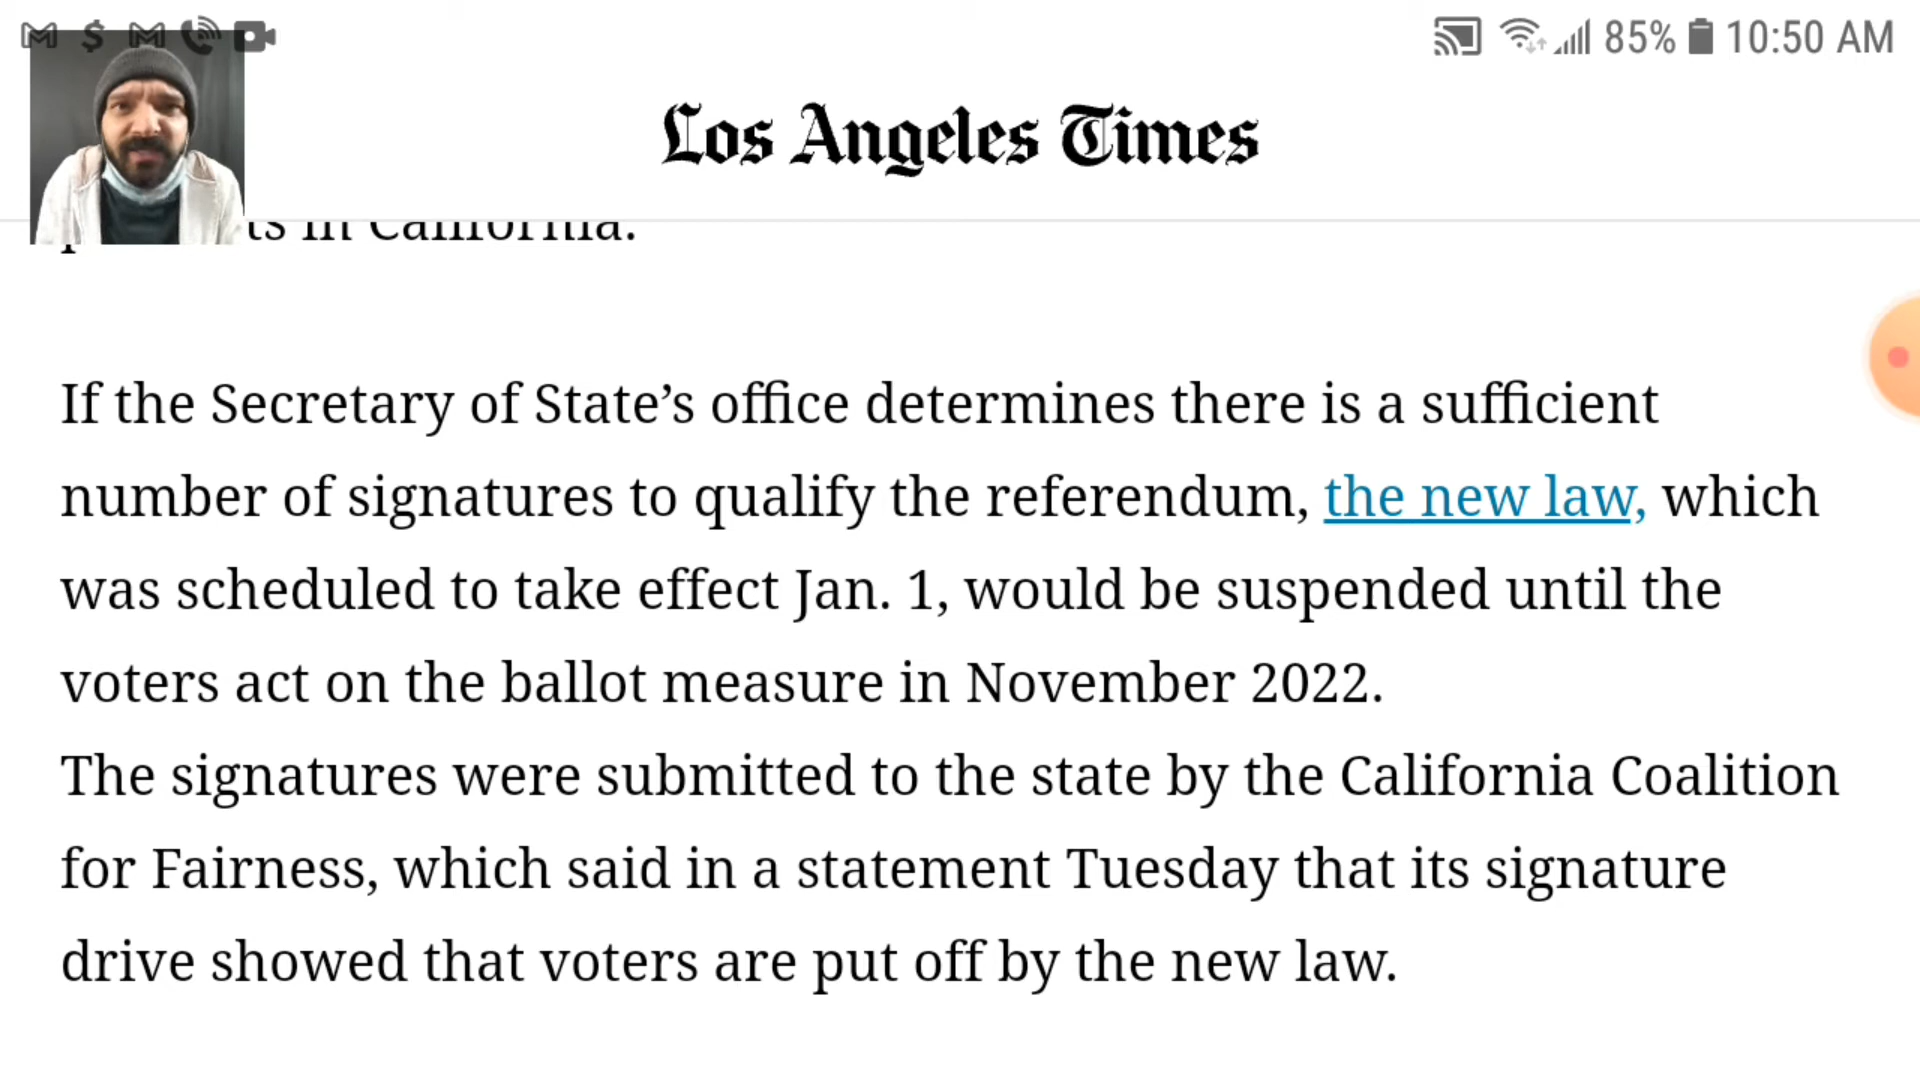 85% 10:50 AM
Los Angeles Times
ts in California.
If the Secretary of State’s office determines there is a sufficient
number of signatures to qualify the referendum, the new law, which
was scheduled to take effect Jan. 1, would be suspended until the
voters act on the ballot measure in November 2022.
The signatures were submitted to the state by the California Coalition
for Fairness, which said in a statement Tuesday that its signature
drive showed that voters are put off by the new law.